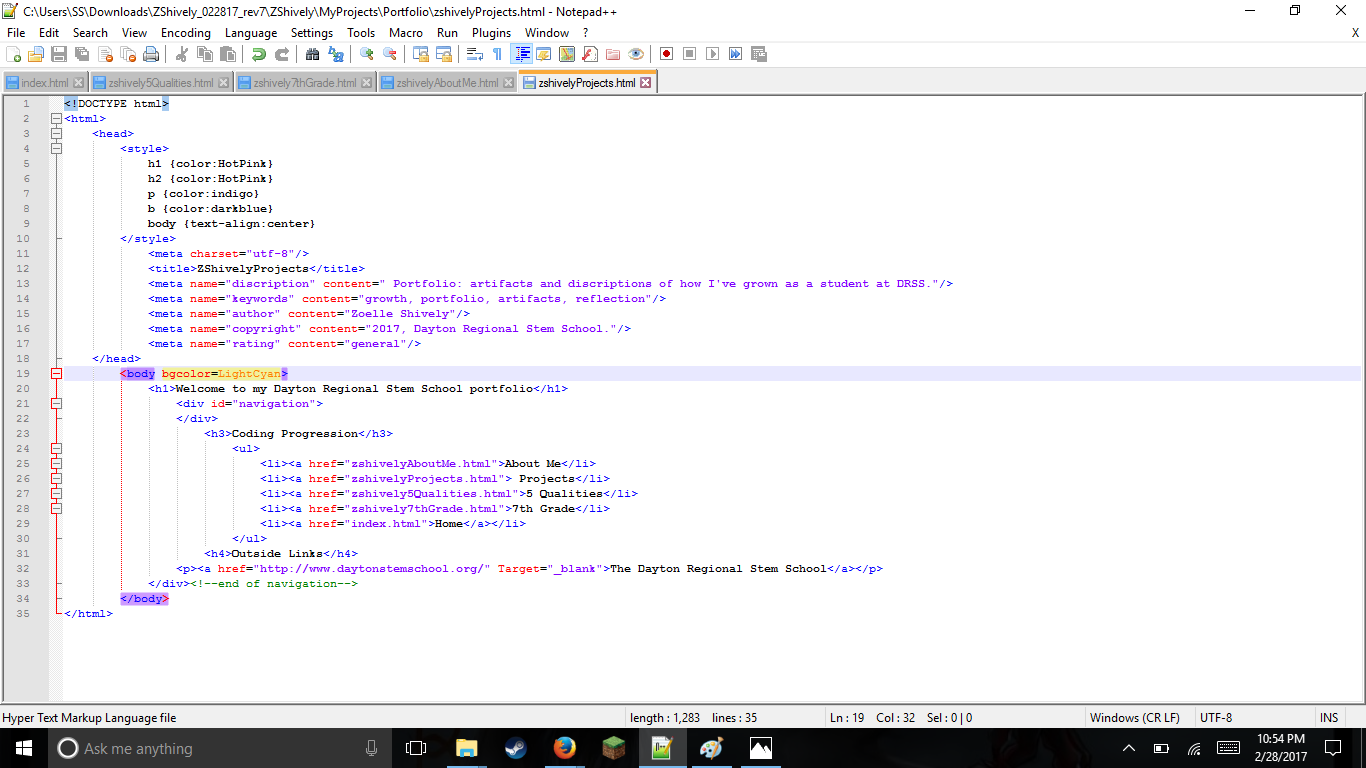 C:\Users\SS\Downloads\ZShively_022817_rev7\ZShively\MyProjects\Portfolio\zshivelyProjects.html - Notepad++
File Edit Search View Encoding Language Settings Tools Macro Run Plugins Window ? X
index.html zshively5Qualities.html zshively7thGrade.html zshivelyAboutMe.html zshivelyProjects.html
1 <!DOCTYPE html>
2 <html>
3 <head>
4 <style>
5 h1 {color:HotPink}
6 h2 {color:HotPink}
7 p {color:indigo}
8 b {color:darkblue}
9 body {text-align:center}
10 </style>
11 <meta charset="utf-8"/>
12 <title>ZShivelyProjects</title>
13 <meta name="discription" content=" Portfolio: artifacts and discriptions of how I've grown as a student at DRSS."/>
14 <meta name="keywords" content="growth, portfolio, artifacts, reflection"/>
15 <meta name="author" content="Zoelle Shively"/>
16 <meta name="copyright" content="2017, Dayton Regional Stem School."/>
17 <meta name="rating" content="general"/>
18 </head>
19 <body bgcolor=LightCyan>
20 <h1>Welcome to my Dayton Regional Stem School portfolio</h1>
21 <div id="navigation">
22 </div>
23 <h3>Coding Progression</h3>
24 <ul>
25 <li><a href="zshivelyAboutMe.html">About Me</li>
26 <li><a href="zshivelyProjects.html"> Projects</li>
27 <li><a href="zshively5Qualities.html">5 Qualities</li>
28 <li><a href="zshively7thGrade.html">7th Grade</li>
29 <li><a href="index.html">Home</a></li>
30 </ul>
31 <h4>Outside Links</h4>
32 <p><a href="http://www.daytonstemschool.org/" Target="_blank">The Dayton Regional Stem School</a></p>
33 </div><!--end of navigation-->
34 </body>
35 </html>
Hyper Text Markup Language file length : 1,283 lines : 35 Ln : 19 Col : 32 Sel : 0 | 0 Windows (CR LF) UTF-8 INS
Ask me anything
10:54 PM
2/28/2017